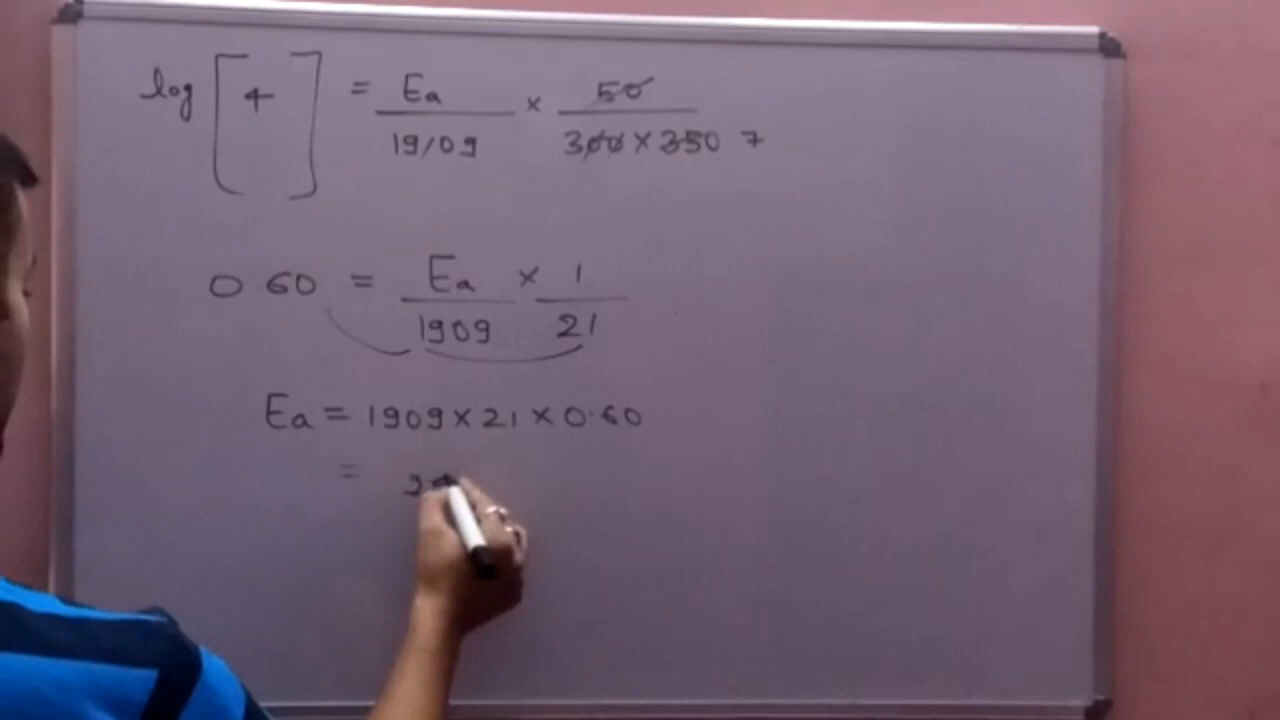 log [ 4 ] = Ea / 19/09 × 50 / 300 × 350 7
0 60 = Ea / 1909 × 1 / 21
Ea = 1909 × 21 × 0.60
=